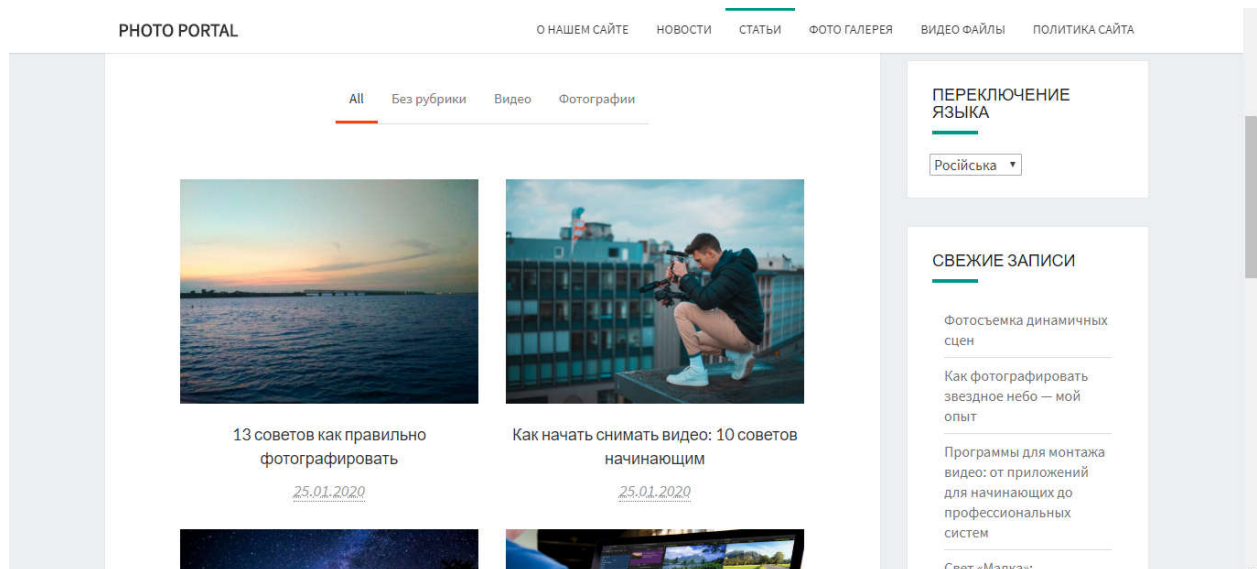 PHOTO PORTAL
О НАШЕМ САЙТЕ НОВОСТИ СТАТЬИ ФОТО ГАЛЕРЕЯ ВИДЕО ФАЙЛЫ ПОЛИТИКА САЙТА
All Без рубрики Видео Фотографии
13 советов как правильно
фотографировать
25.01.2020
Как начать снимать видео: 10 советов
начинающим
25.01.2020
ПЕРЕКЛЮЧЕНИЕ
ЯЗЫКА
Російська
СВЕЖИЕ ЗАПИСИ
Фотосъемка динамичных
сцен
Как фотографировать
звездное небо — мой
опыт
Программы для монтажа
видео: от приложений
для начинающих до
профессиональных
систем
Свет «Малка»: